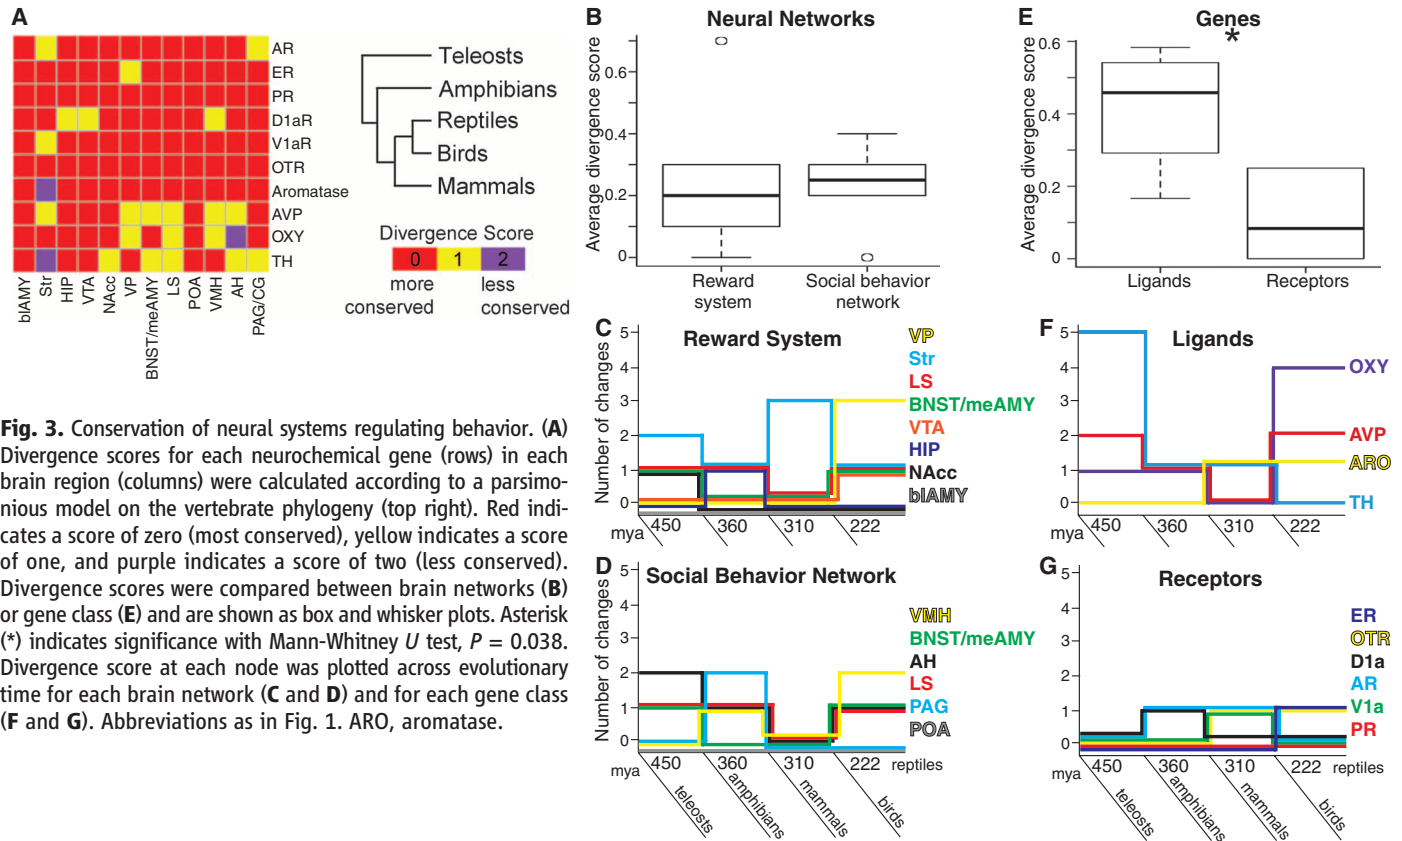 A
AR
ER
PR
D1aR
V1aR
OTR
Aromatase
AVP
OXY
TH
blAMY
Str
HIP
VTA
NAcc
VP
BNST/meAMY
LS
POA
VMH
AH
PAG/CG
Teleosts
Amphibians
Reptiles
Birds
Mammals
Divergence Score
0 1 2
more less
conserved conserved
Fig. 3. Conservation of neural systems regulating behavior. (A)
Divergence scores for each neurochemical gene (rows) in each
brain region (columns) were calculated according to a parsimo-
nious model on the vertebrate phylogeny (top right). Red indi-
cates a score of zero (most conserved), yellow indicates a score
of one, and purple indicates a score of two (less conserved).
Divergence scores were compared between brain networks (B)
or gene class (E) and are shown as box and whisker plots. Asterisk
(*) indicates significance with Mann-Whitney U test, P = 0.038.
Divergence score at each node was plotted across evolutionary
time for each brain network (C and D) and for each gene class
(F and G). Abbreviations as in Fig. 1. ARO, aromatase.
B
Neural Networks
Average divergence score
0.6
0.4
0.2
0
Reward
system
Social behavior
network
E
Genes
*
Average divergence score
0.6
0.4
0.2
0
Ligands
Receptors
C
Reward System
Number of changes
5
4
3
2
1
0
mya 450 360 310 222
VP
Str
LS
BNST/meAMY
VTA
HIP
NAcc
blAMY
F
Ligands
5
4
3
2
1
0
mya 450 360 310 222
OXY
AVP
ARO
TH
D
Social Behavior Network
Number of changes
5
4
3
2
1
0
mya 450 360 310 222 reptiles
teleosts
amphibians
mammals
birds
VMH
BNST/meAMY
AH
LS
PAG
POA
G
Receptors
5
4
3
2
1
0
mya 450 360 310 222 reptiles
teleosts
amphibians
mammals
birds
ER
OTR
D1a
AR
V1a
PR